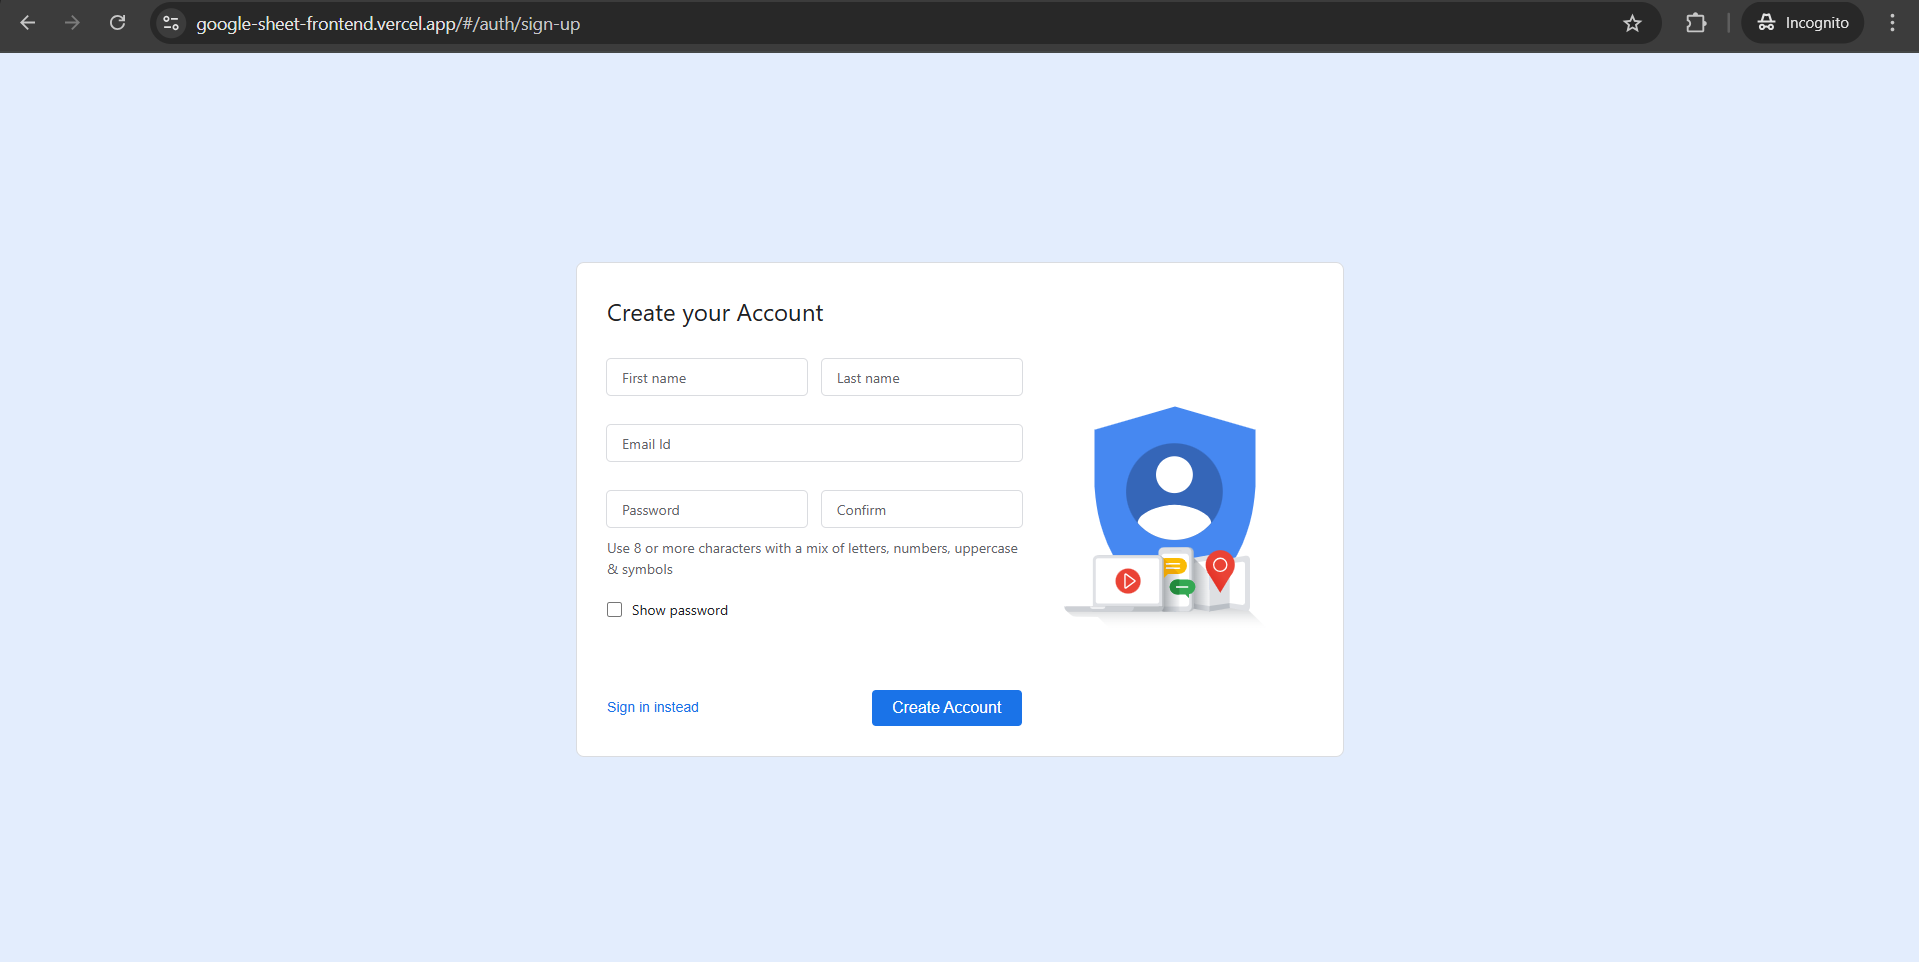 google-sheet-frontend.vercel.app/#/auth/sign-up
Incognito
Create your Account
First name
Last name
Email Id
Password
Confirm
Use 8 or more characters with a mix of letters, numbers, uppercase
& symbols
Show password
Sign in instead
Create Account